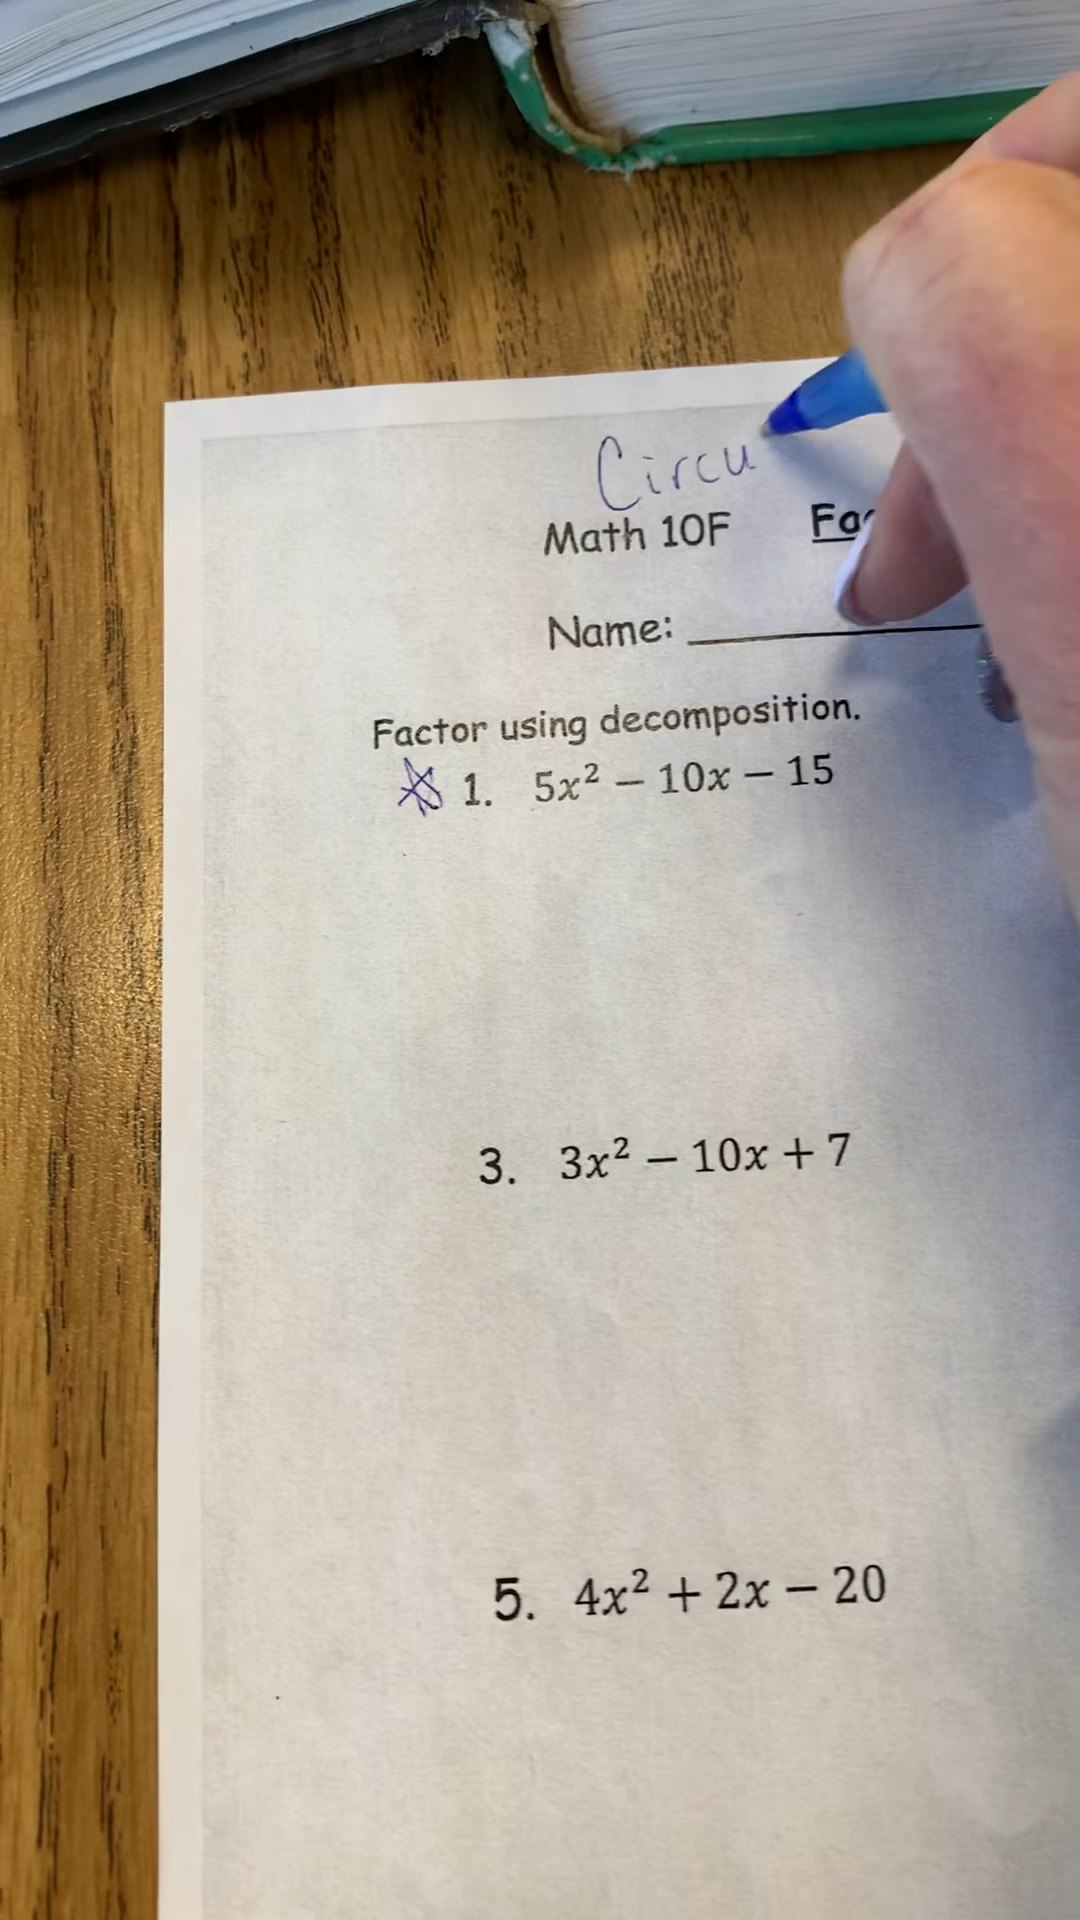 Circu
Math 10F
Name:
Factor using decomposition.
1. 5x² – 10x – 15
3. 3x² – 10x + 7
5. 4x² + 2x – 20